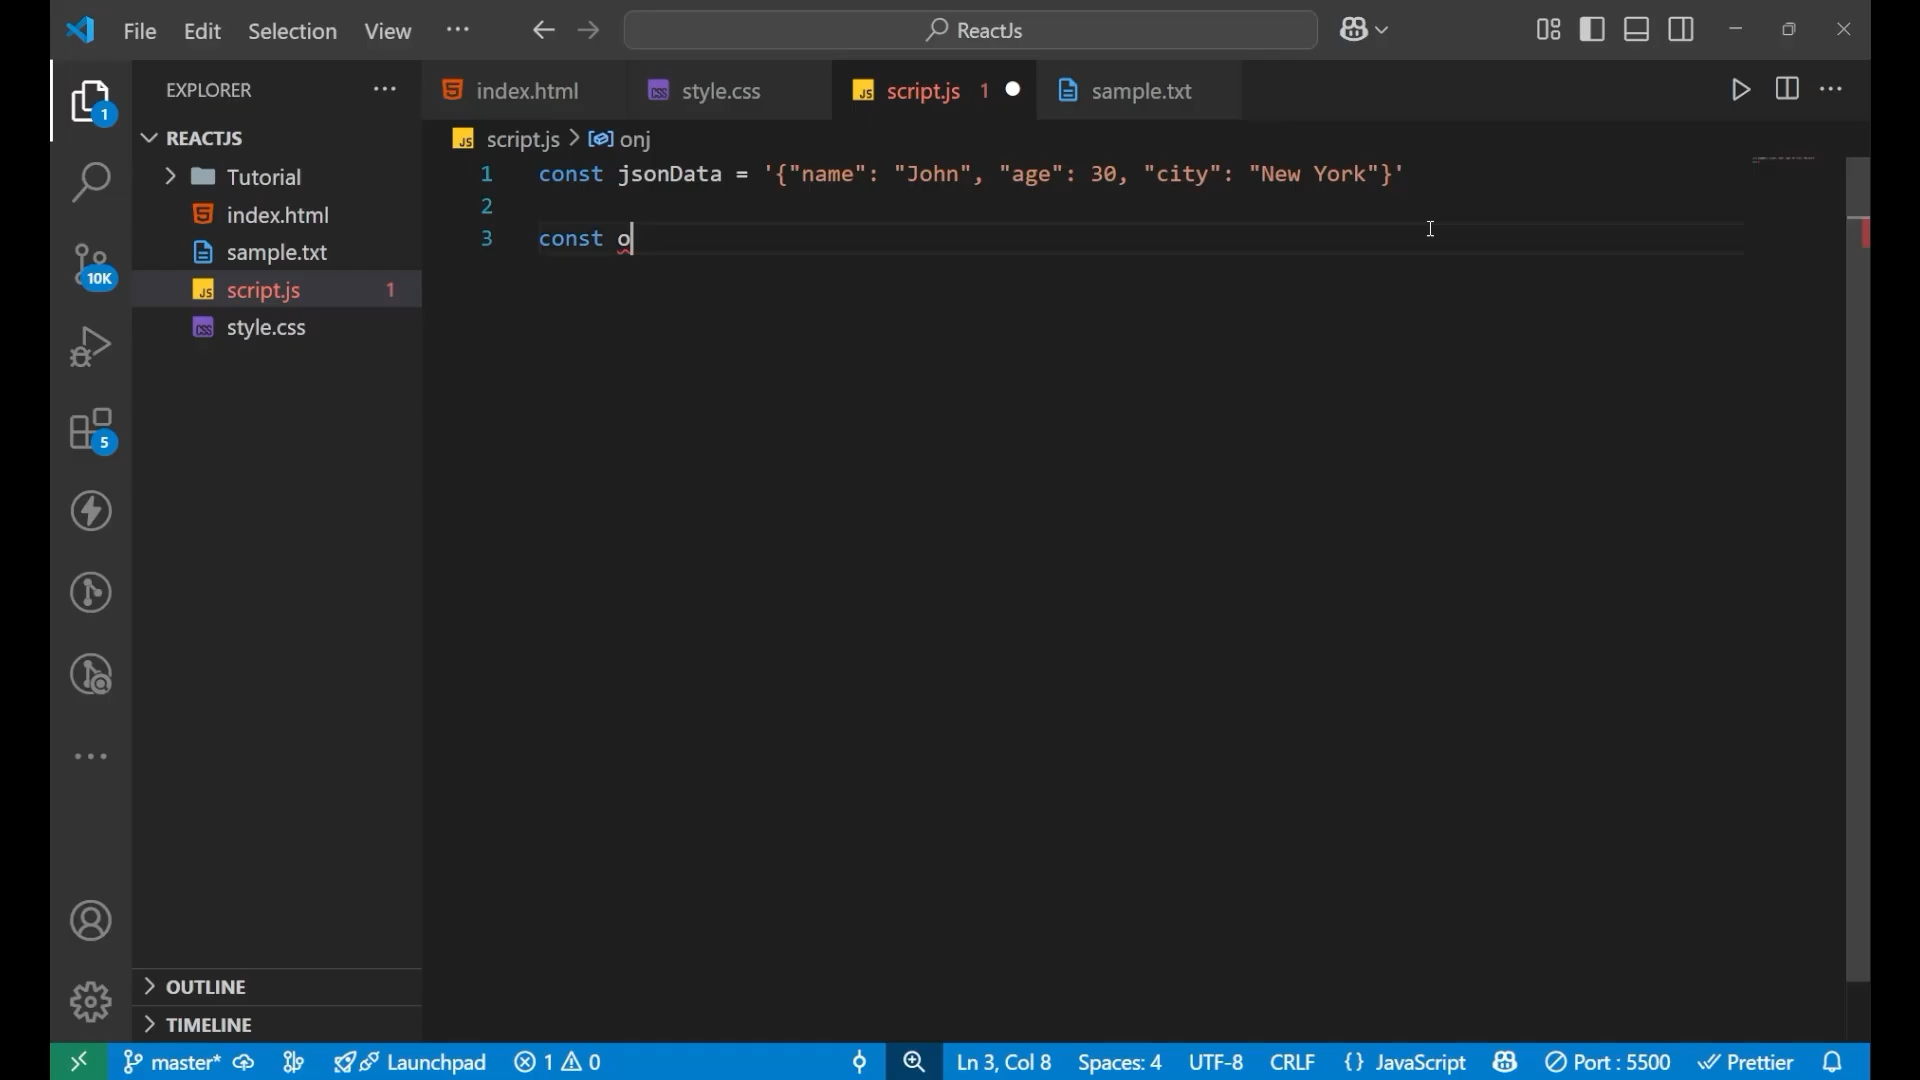 File Edit Selection View ··· ReactJs
EXPLORER ···
index.html style.css script.js 1 sample.txt ···
REACTJS
script.js > onj
Tutorial
index.html
sample.txt
script.js 1
style.css
1 const jsonData = '{"name": "John", "age": 30, "city": "New York"}'
2
3 const o
1
10K
5
OUTLINE
TIMELINE
master* Launchpad 1 0 Ln 3, Col 8 Spaces: 4 UTF-8 CRLF {} JavaScript Port : 5500 Prettier